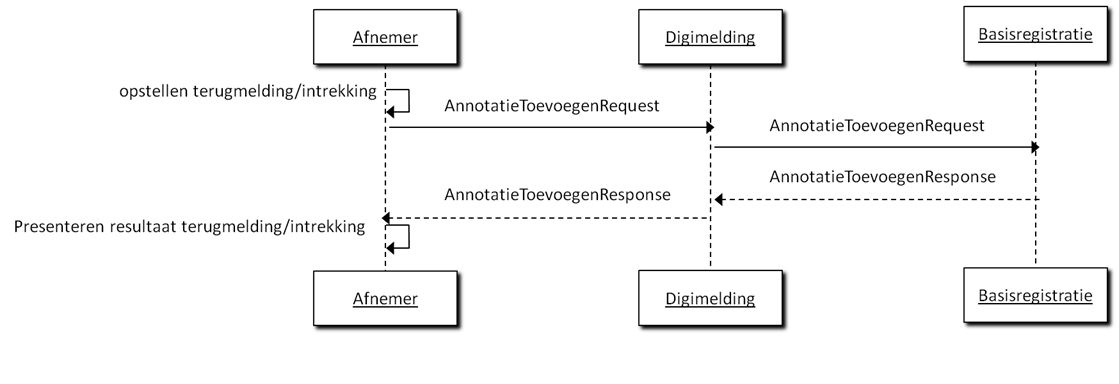 Afnemer
Digimelding
Basisregistratie
opstellen terugmelding/intrekking
AnnotatieToevoegenRequest
AnnotatieToevoegenRequest
AnnotatieToevoegenResponse
AnnotatieToevoegenResponse
Presenteren resultaat terugmelding/intrekking
Afnemer
Digimelding
Basisregistratie